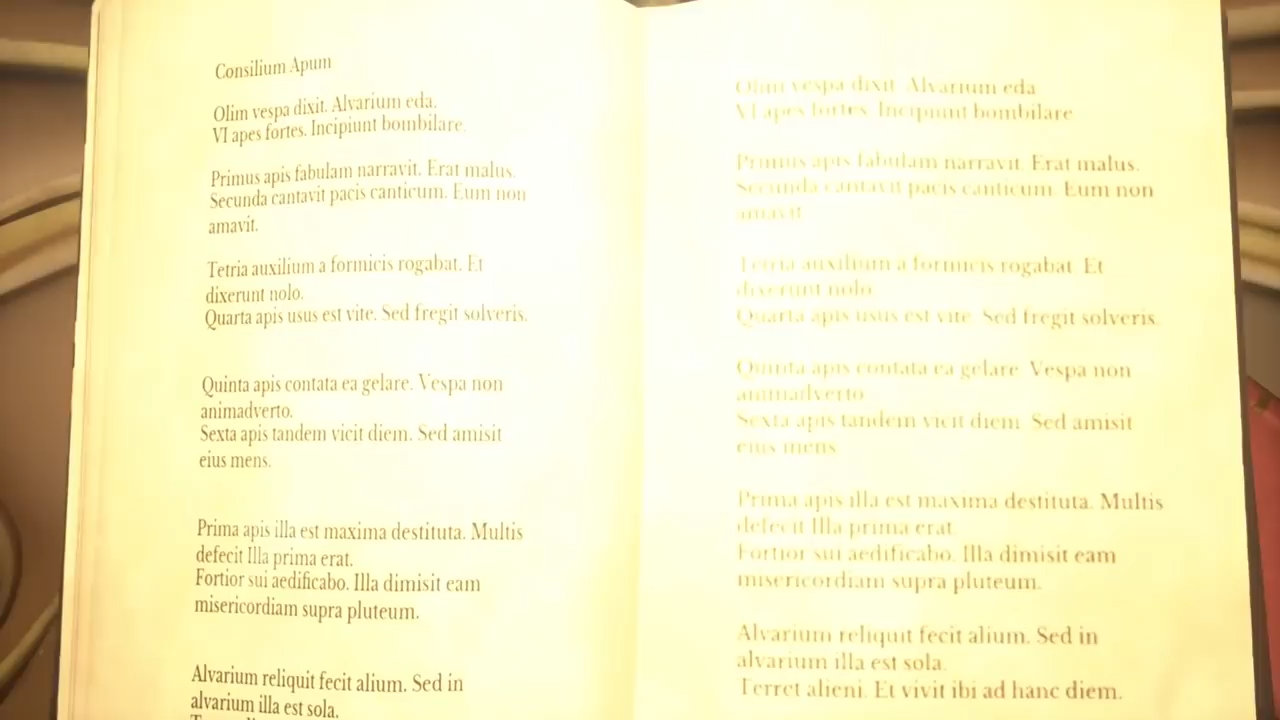 Consilium Apum
Olim vespa dixit. Alvarium eda.
VI apes fortes. Incipiunt bombilare.
Primus apis fabulam narravit. Erat malus.
Secunda cantavit pacis canticum. Eum non
amavit.
Tetria auxilium a formicis rogabat. Et
dixerunt nolo.
Quarta apis usus est vite. Sed fregit solveris.
Quinta apis contata ea gelare. Vespa non
animadverto.
Sexta apis tandem vicit diem. Sed amisit
eius mens.
Prima apis illa est maxima destituta. Multis
defecit Illa prima erat.
Fortior sui aedificabo. Illa dimisit eam
misericordiam supra pluteum.
Alvarium reliquit fecit alium. Sed in
alvarium illa est sola.
Olim vespa dixit. Alvarium eda
VI apes fortes. Incipiunt bombilare
Primus apis fabulam narravit. Erat malus.
Secunda cantavit pacis canticum. Eum non
amavit
Tetria auxilium a formicis rogabat. Et
dixerunt nolo
Quarta apis usus est vite. Sed fregit solveris.
Quinta apis contata ea gelare. Vespa non
animadverto
Sexta apis tandem vicit diem. Sed amisit
eius mens
Prima apis illa est maxima destituta. Multis
defecit Illa prima erat.
Fortior sui aedificabo. Illa dimisit eam
misericordiam supra pluteum.
Alvarium reliquit fecit alium. Sed in
alvarium illa est sola.
Terret alieni. Et vivit ibi ad hanc diem.